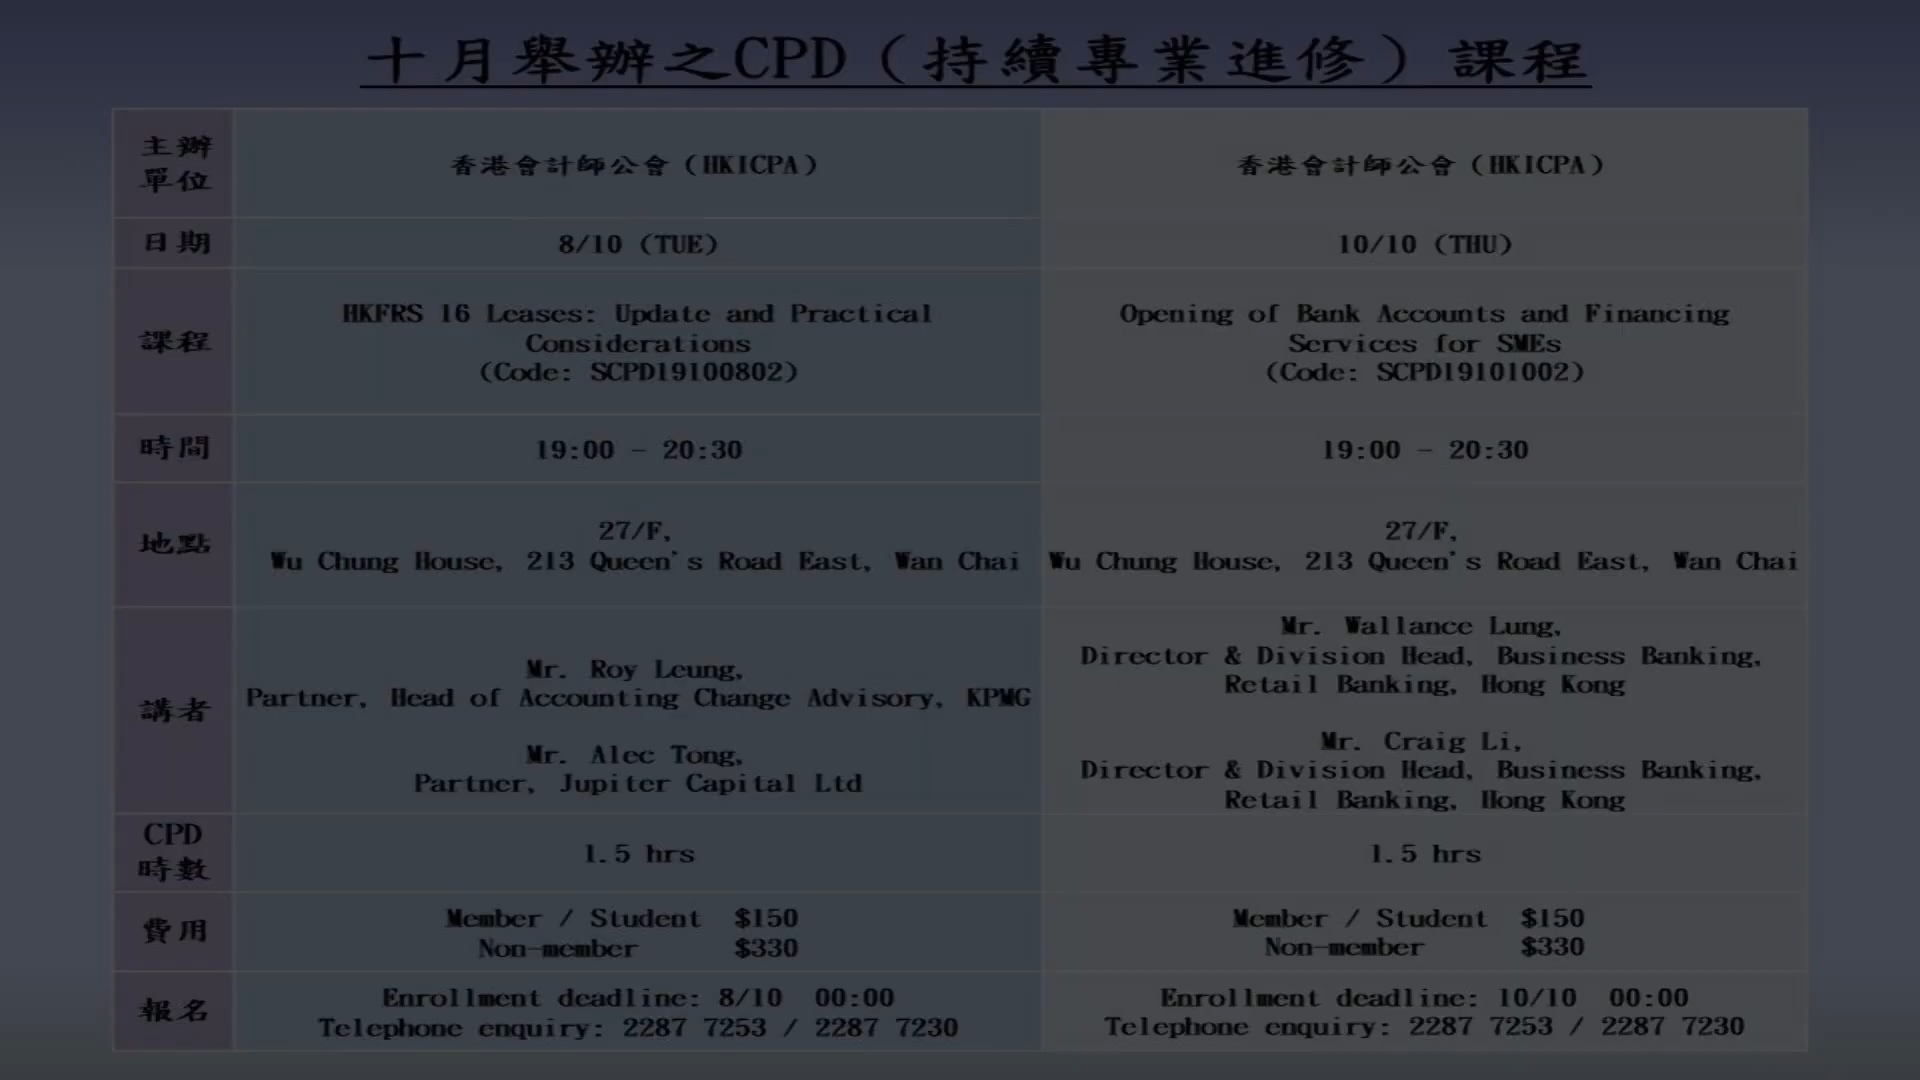 十月舉辦之CPD（持續專業進修）課程
主辦
單位
香港會計師公會（HKICPA）
香港會計師公會（HKICPA）
日期
8/10 (TUE)
10/10 (THU)
課程
HKFRS 16 Leases: Update and Practical
Considerations
(Code: SCPD19100802)
Opening of Bank Accounts and Financing
Services for SMEs
(Code: SCPD19101002)
時間
19:00 - 20:30
19:00 - 20:30
地點
27/F,
Wu Chung House, 213 Queen's Road East, Wan Chai
27/F,
Wu Chung House, 213 Queen's Road East, Wan Chai
講者
Mr. Roy Leung,
Partner, Head of Accounting Change Advisory, KPMG
Mr. Alec Tong,
Partner, Jupiter Capital Ltd
Mr. Wallance Lung,
Director & Division Head, Business Banking,
Retail Banking, Hong Kong
Mr. Craig Li,
Director & Division Head, Business Banking,
Retail Banking, Hong Kong
CPD
時數
1.5 hrs
1.5 hrs
費用
Member / Student $150
Non-member $330
Member / Student $150
Non-member $330
報名
Enrollment deadline: 8/10 00:00
Telephone enquiry: 2287 7253 / 2287 7230
Enrollment deadline: 10/10 00:00
Telephone enquiry: 2287 7253 / 2287 7230